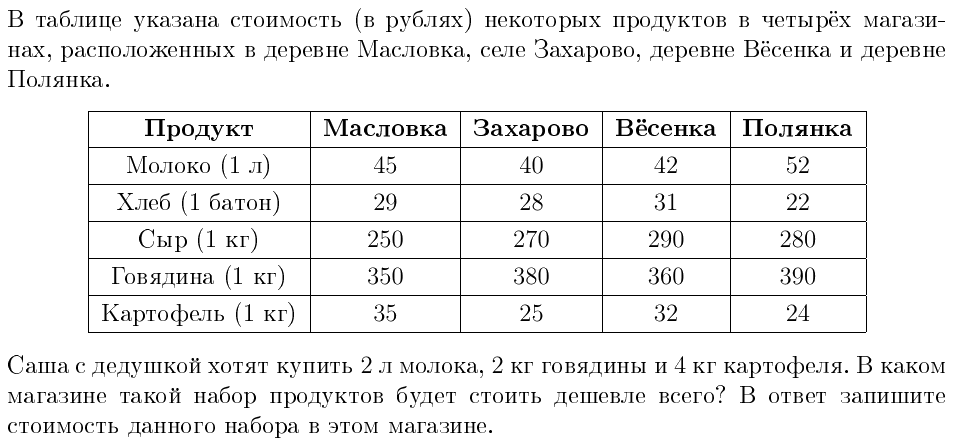 В таблице указана стоимость (в рублях) некоторых продуктов в четырёх магази-
нах, расположенных в деревне Масловка, селе Захарово, деревне Вёсенка и деревне
Полянка.
Продукт Масловка Захарово Вёсенка Полянка
Молоко (1 л) 45 40 42 52
Хлеб (1 батон) 29 28 31 22
Сыр (1 кг) 250 270 290 280
Говядина (1 кг) 350 380 360 390
Картофель (1 кг) 35 25 32 24
Саша с дедушкой хотят купить 2 л молока, 2 кг говядины и 4 кг картофеля. В каком
магазине такой набор продуктов будет стоить дешевле всего? В ответ запишите
стоимость данного набора в этом магазине.